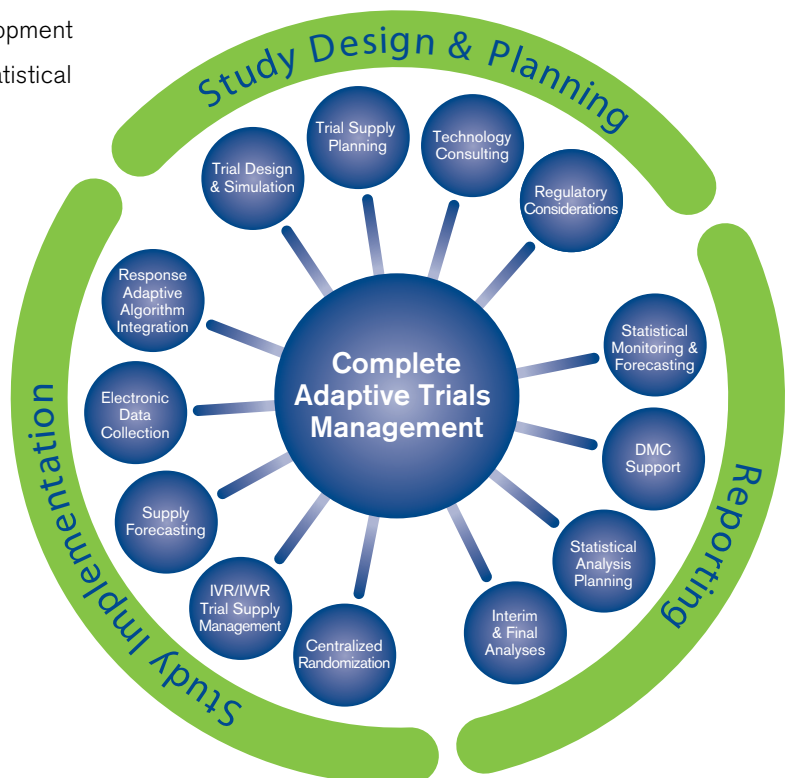 opment
atistical
Study Design & Planning
Trial Design
& Simulation
Trial Supply
Planning
Technology
Consulting
Regulatory
Considerations
Response
Adaptive
Algorithm
Integration
Electronic
Data
Collection
Supply
Forecasting
IVR/IWR
Trial Supply
Management
Centralized
Randomization
Study Implementation
Complete
Adaptive Trials
Management
Statistical
Monitoring &
Forecasting
DMC
Support
Statistical
Analysis
Planning
Interim
& Final
Analyses
Reporting